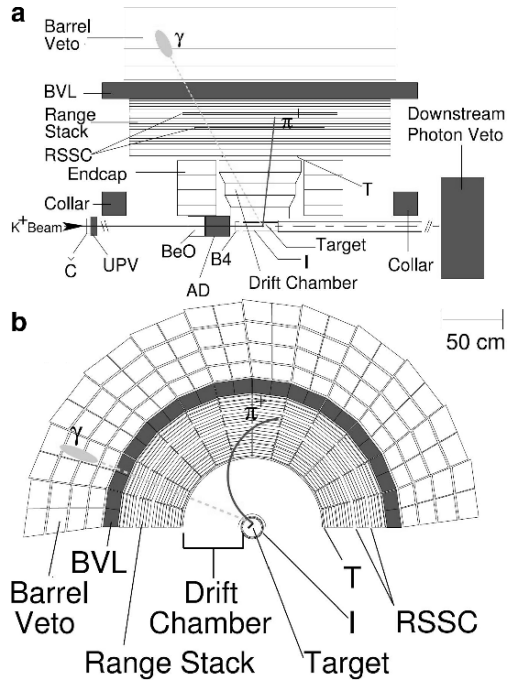 a
Barrel
Veto
γ
BVL
Range
Stack
RSSC
π
Downstream
Photon Veto
Endcap
T
Collar
K+Beam
Č
UPV
BeO
AD
B4
Target
I
Drift Chamber
Collar
50 cm
b
π+
γ
BVL
Barrel
Veto
Drift
Chamber
T
I
RSSC
Range Stack
Target